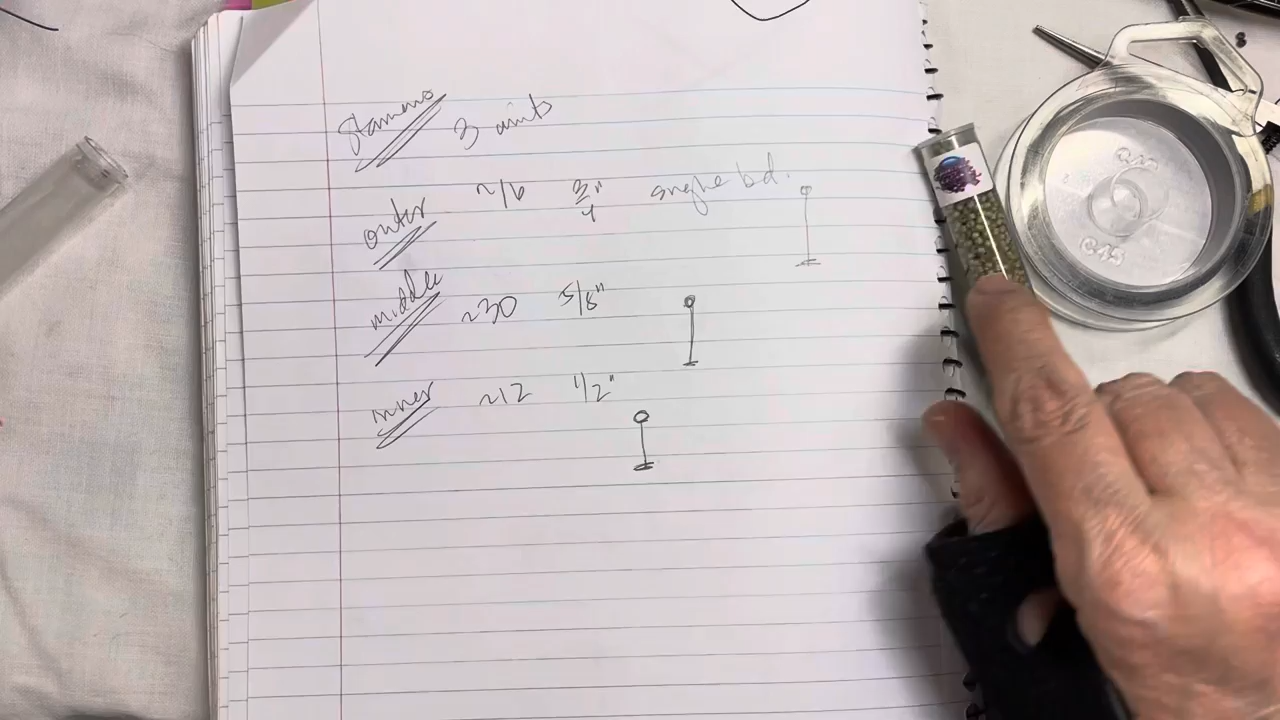 stamens
3 units
outer ~16 3/4" single bd.
middle ~30 5/8"
inner ~12 1/2"